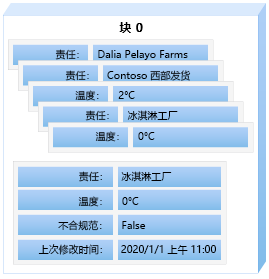 块 0
责任： Dalia Pelayo Farms
责任： Contoso 西部发货
温度： 2°C
责任： 冰淇淋工厂
温度： 0°C
责任： 冰淇淋工厂
温度： 0°C
不合规范： False
上次修改时间： 2020/1/1 上午 11:00